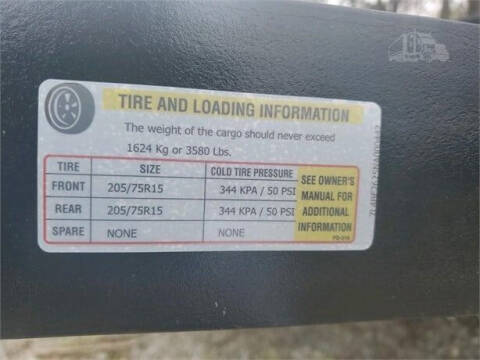 TIRE AND LOADING INFORMATION
The weight of the cargo should never exceed
1624 Kg or 3580 Lbs.
TIRE SIZE COLD TIRE PRESSURE
FRONT 205/75R15 344 KPA / 50 PSI
REAR 205/75R15 344 KPA / 50 PSI
SPARE NONE NONE
SEE OWNER'S
MANUAL FOR
ADDITIONAL
INFORMATION